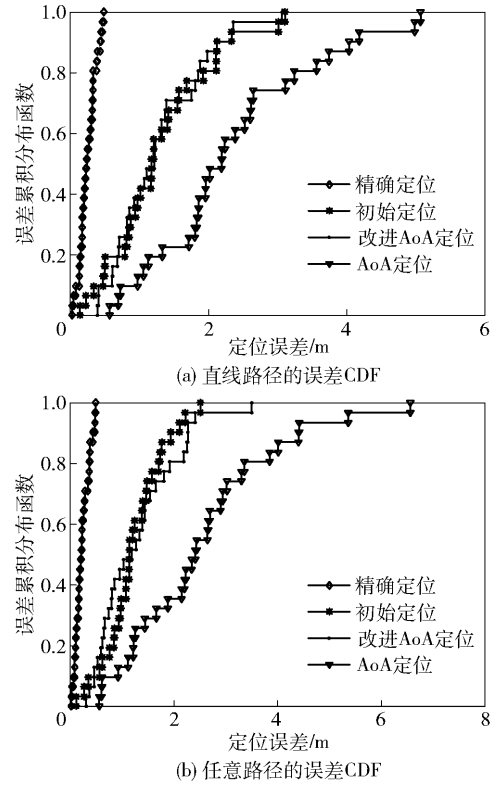 误差累积分布函数
1.0
0.8
0.6
0.4
0.2
0
2
4
6
精确定位
初始定位
改进AoA定位
AoA定位
定位误差/m
(a) 直线路径的误差CDF
误差累积分布函数
1.0
0.8
0.6
0.4
0.2
0
2
4
6
8
精确定位
初始定位
改进AoA定位
AoA定位
定位误差/m
(b) 任意路径的误差CDF